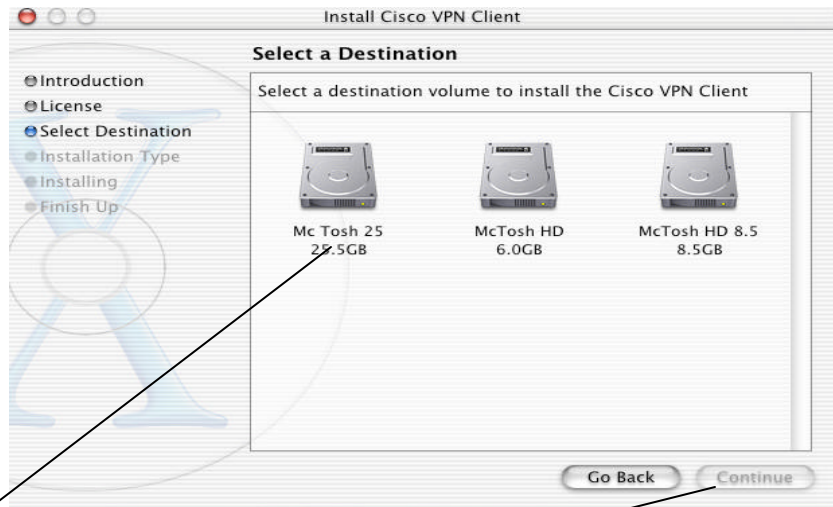 Install Cisco VPN Client
Select a Destination
Introduction
License
Select Destination
Installation Type
Installing
Finish Up
Select a destination volume to install the Cisco VPN Client
Mc Tosh 25
25.5GB
McTosh HD
6.0GB
McTosh HD 8.5
8.5GB
Go Back
Continue